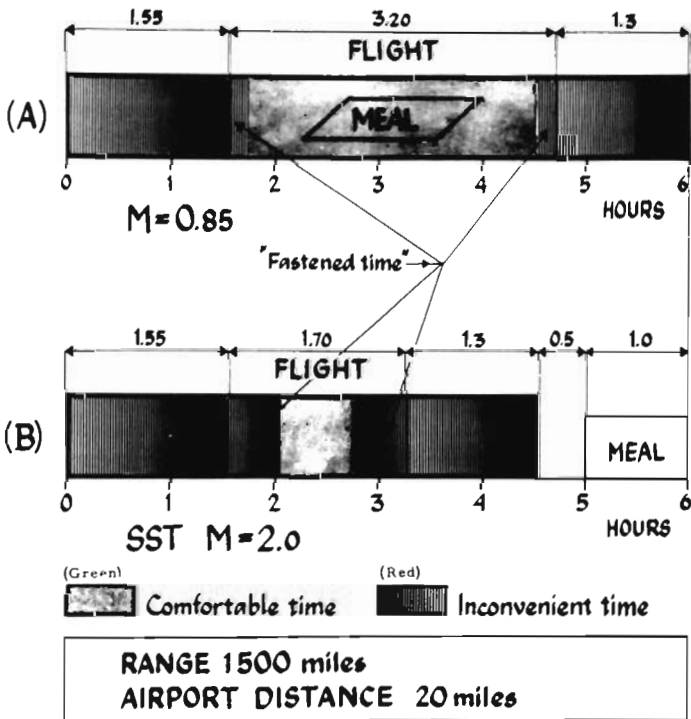 1.55 3.20 1.3
FLIGHT
(A)
MEAL
0 1 2 3 4 5 6
M=0.85
HOURS
"Fastened time"
1.55 1.70 1.3 0.5 1.0
FLIGHT
(B)
MEAL
0 1 2 3 4 5 6
SST M=2.0
HOURS
(Green) (Red)
Comfortable time Inconvenient time
RANGE 1500 miles
AIRPORT DISTANCE 20 miles